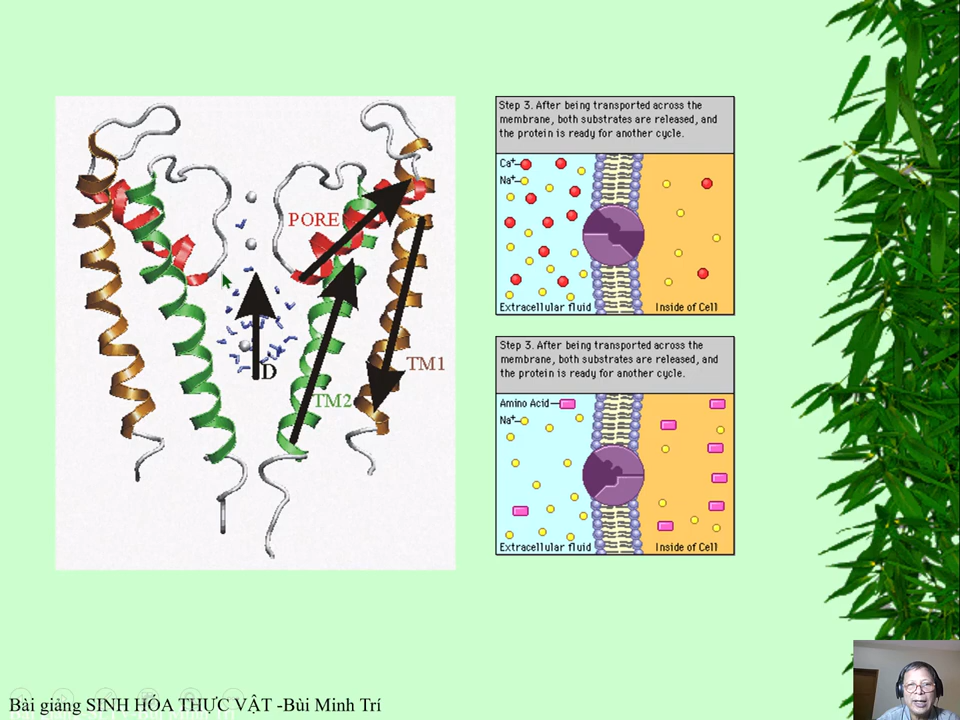 PORE
TM1
TM2
D
Step 3. After being transported across the
membrane, both substrates are released, and
the protein is ready for another cycle.
Ca+
Na+
Extracellular fluid
Inside of Cell
Step 3. After being transported across the
membrane, both substrates are released, and
the protein is ready for another cycle.
Amino Acid
Na+
Extracellular fluid
Inside of Cell
Bài giảng SINH HÓA THỰC VẬT -Bùi Minh Trí